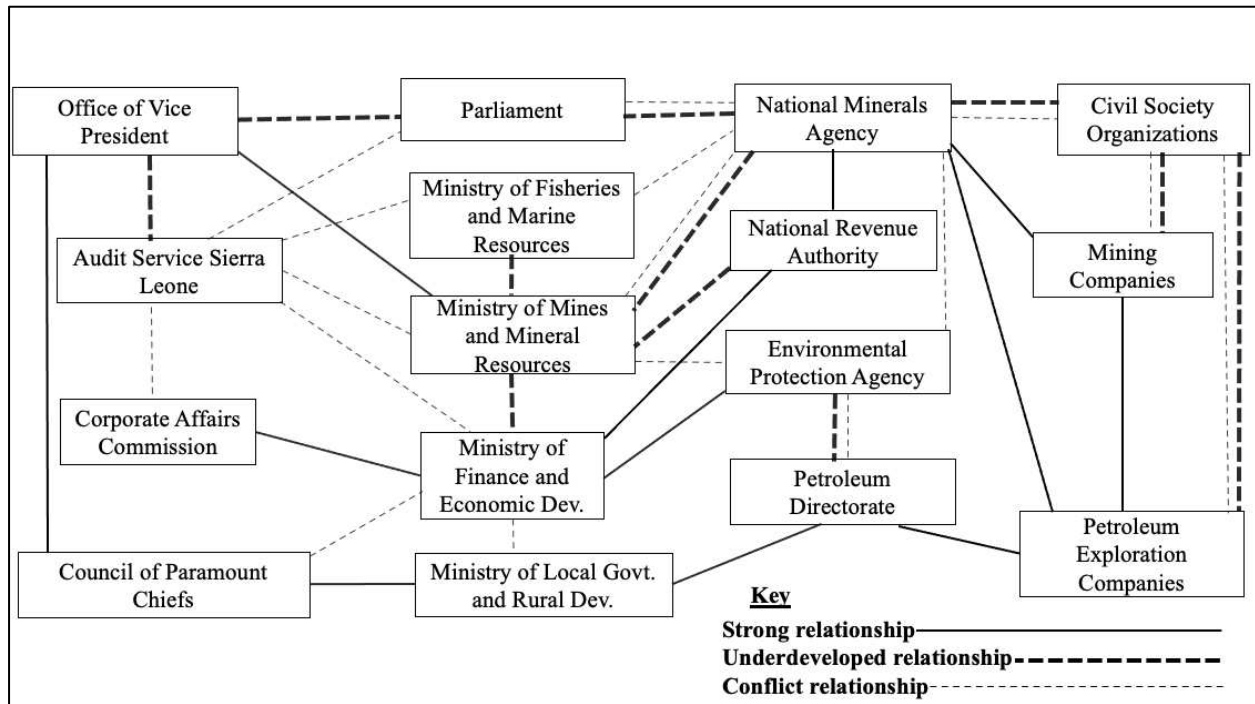 Office of Vice
President
Parliament
National Minerals
Agency
Civil Society
Organizations
Ministry of Fisheries
and Marine
Resources
National Revenue
Authority
Audit Service Sierra
Leone
Mining
Companies
Ministry of Mines
and Mineral
Resources
Environmental
Protection Agency
Corporate Affairs
Commission
Ministry of
Finance and
Economic Dev.
Petroleum
Directorate
Petroleum
Exploration
Companies
Council of Paramount
Chiefs
Ministry of Local Govt.
and Rural Dev.
Key
Strong relationship
Underdeveloped relationship
Conflict relationship